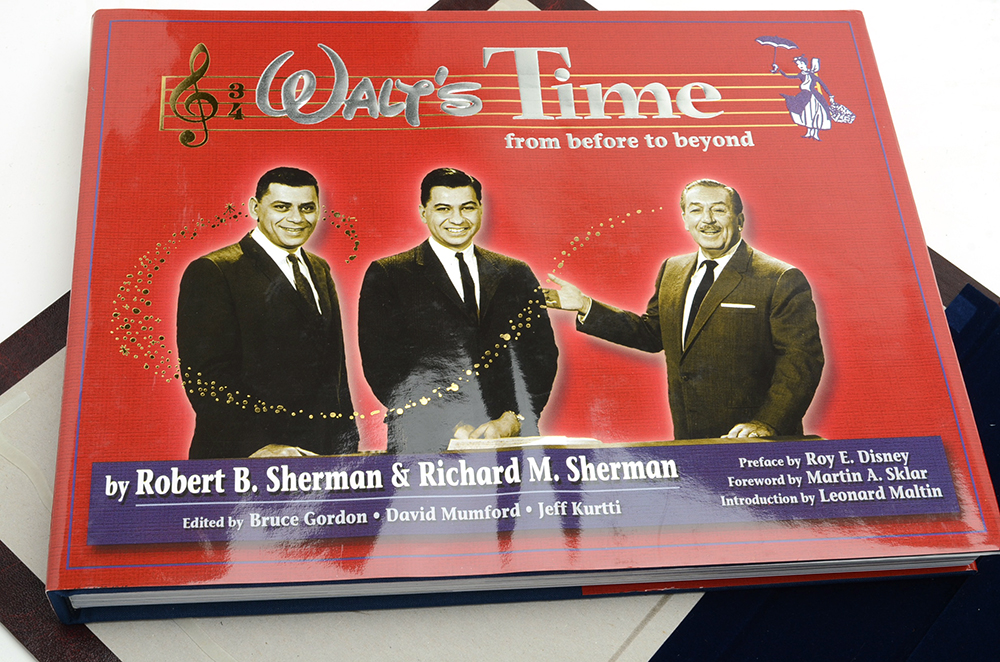 3
4
Walt's Time
from before to beyond
by Robert B. Sherman & Richard M. Sherman
Edited by Bruce Gordon • David Mumford • Jeff Kurtti
Preface by Roy E. Disney
Foreword by Martin A. Sklar
Introduction by Leonard Maltin